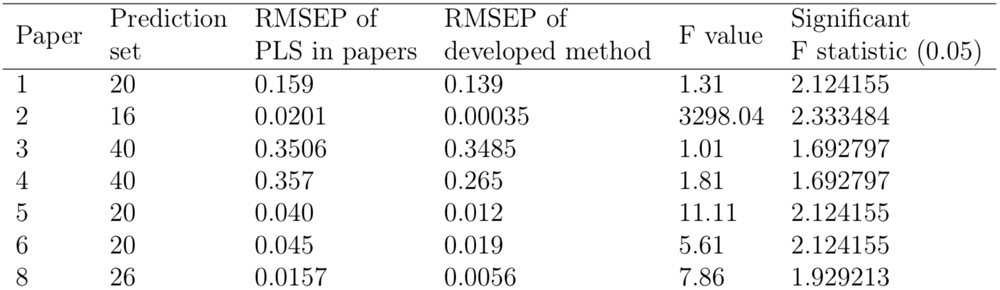 Paper Prediction set RMSEP of PLS in papers RMSEP of developed method F value Significant F statistic (0.05)
1 20 0.159 0.139 1.31 2.124155
2 16 0.0201 0.00035 3298.04 2.333484
3 40 0.3506 0.3485 1.01 1.692797
4 40 0.357 0.265 1.81 1.692797
5 20 0.040 0.012 11.11 2.124155
6 20 0.045 0.019 5.61 2.124155
8 26 0.0157 0.0056 7.86 1.929213